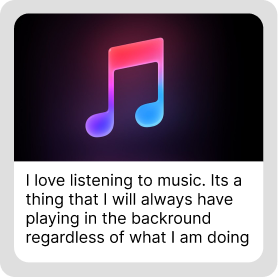 I love listening to music. Its a
thing that I will always have
playing in the backround
regardless of what I am doing